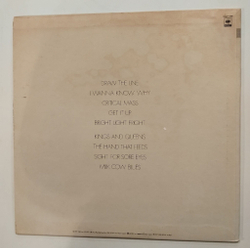 DRAW THE LINE
I WANNA KNOW WHY
CRITICAL MASS
GET IT UP
BRIGHT LIGHT FRIGHT
KINGS AND QUEENS
THE HAND THAT FEEDS
SIGHT FOR SORE EYES
MILK COW BLUES